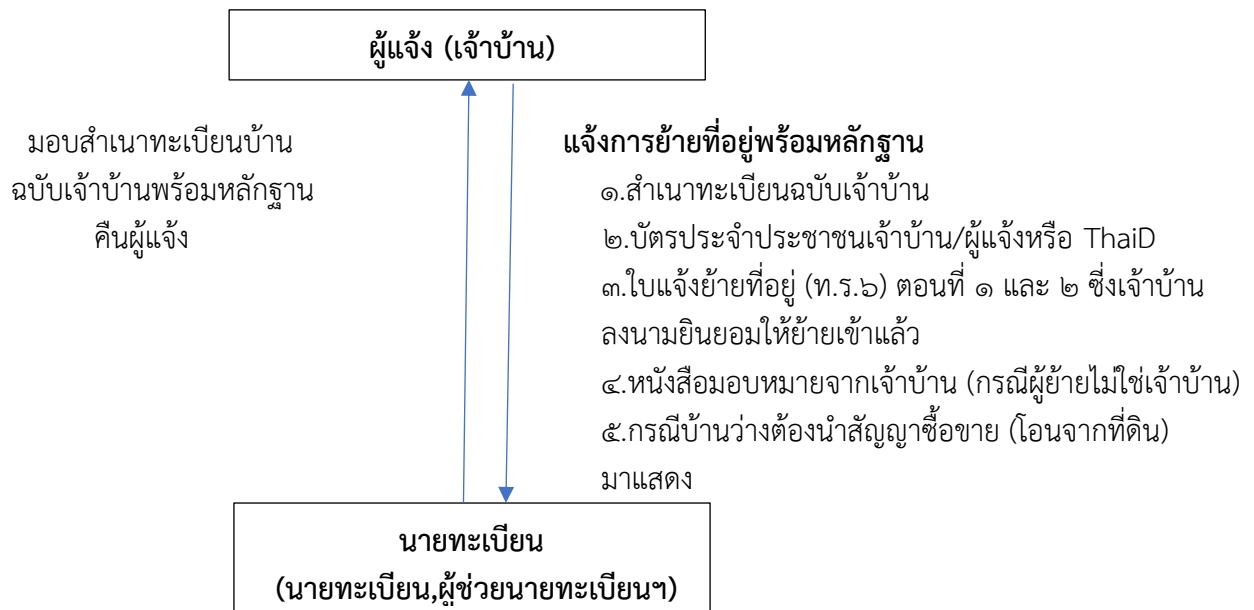 ผู้แจ้ง (เจ้าบ้าน)
มอบสำเนาทะเบียนบ้าน
ฉบับเจ้าบ้านพร้อมหลักฐาน
คืนผู้แจ้ง
แจ้งการย้ายที่อยู่พร้อมหลักฐาน
๑.สำเนาทะเบียนฉบับเจ้าบ้าน
๒.บัตรประจำประชาชนเจ้าบ้าน/ผู้แจ้งหรือ ThaiD
๓.ใบแจ้งย้ายที่อยู่ (ท.ร.๖) ตอนที่ ๑ และ ๒ ซี่งเจ้าบ้าน
ลงนามยินยอมให้ย้ายเข้าแล้ว
๔.หนังสือมอบหมายจากเจ้าบ้าน (กรณีผู้ย้ายไม่ใช่เจ้าบ้าน)
๕.กรณีบ้านว่างต้องนำสัญญาซื้อขาย (โอนจากที่ดิน)
มาแสดง
นายทะเบียน
(นายทะเบียน,ผู้ช่วยนายทะเบียนฯ)